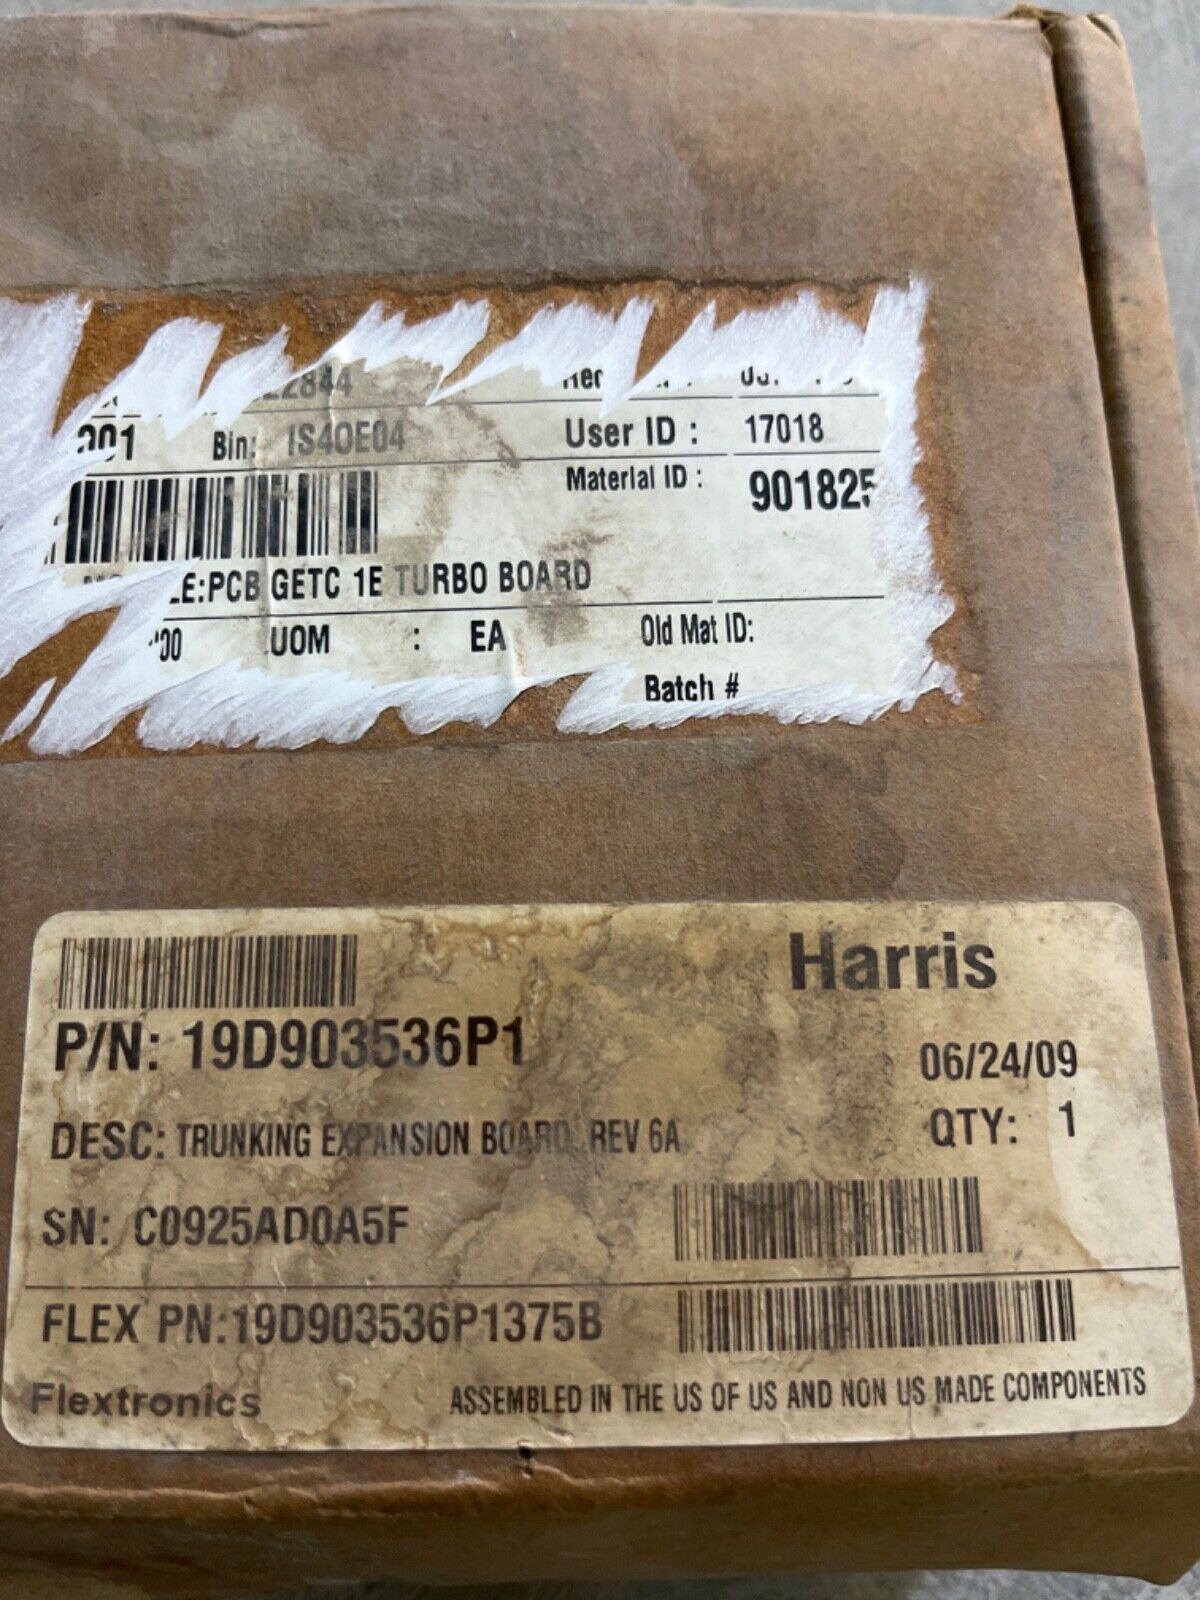 22844
001 Bin: IS40E04 User ID : 17018
Material ID : 901825
LE:PCB GETC 1E TURBO BOARD
UOM : EA Old Mat ID:
Batch #
Harris
P/N: 19D903536P1
06/24/09
DESC: TRUNKING EXPANSION BOARD, REV 6A
QTY: 1
SN: C0925AD0A5F
FLEX PN:19D903536P1375B
Flextronics
ASSEMBLED IN THE US OF US AND NON US MADE COMPONENTS